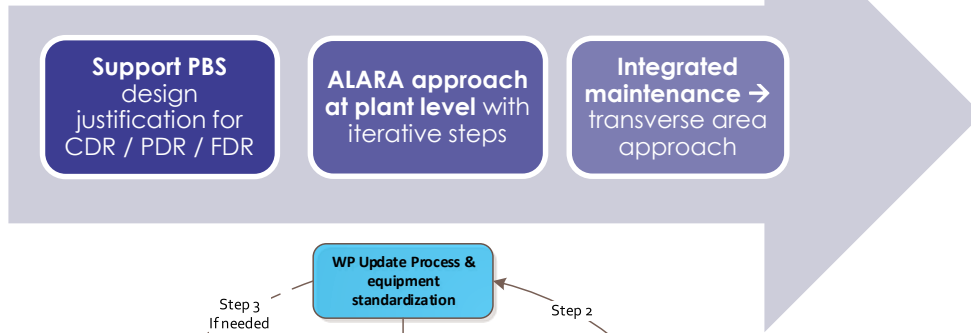 Support PBS
design
justification for
CDR / PDR / FDR
ALARA approach
at plant level with
iterative steps
Integrated
maintenance →
transverse area
approach
WP Update Process &
equipment
standardization
Step 3
If needed
Step 2